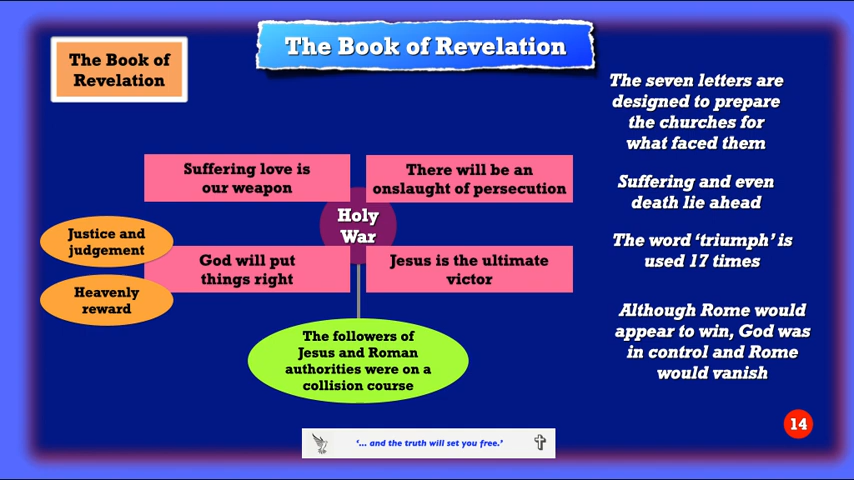 The Book of Revelation
The Book of
Revelation
The seven letters are
designed to prepare
the churches for
what faced them
Suffering and even
death lie ahead
The word ‘triumph’ is
used 17 times
Although Rome would
appear to win, God was
in control and Rome
would vanish
Suffering love is
our weapon
There will be an
onslaught of persecution
Holy
War
Justice and
judgement
God will put
things right
Jesus is the ultimate
victor
Heavenly
reward
The followers of
Jesus and Roman
authorities were on a
collision course
14
‘... and the truth will set you free.’